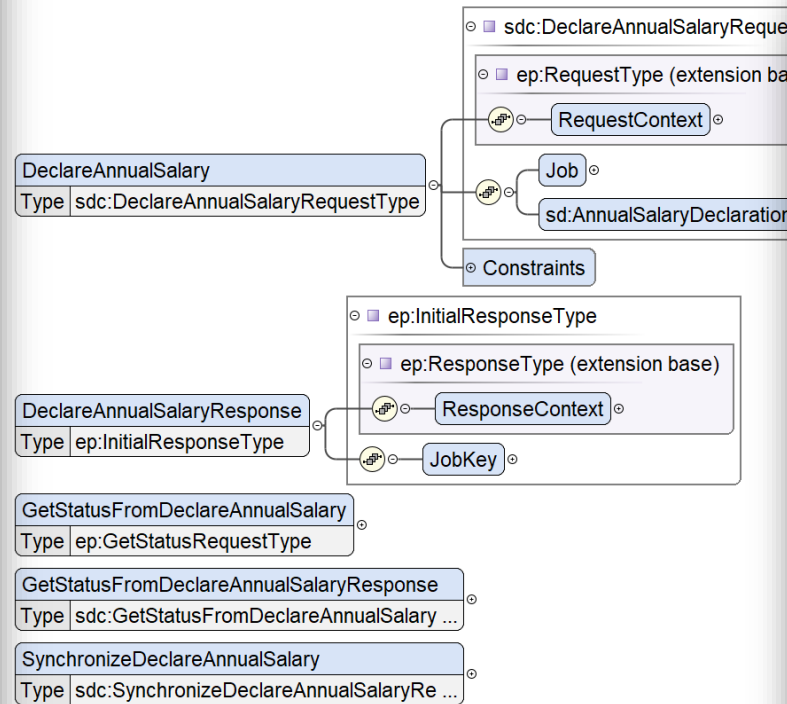 sdc:DeclareAnnualSalaryReque
ep:RequestType (extension ba
RequestContext
DeclareAnnualSalary
Type sdc:DeclareAnnualSalaryRequestType
Job
sd:AnnualSalaryDeclaration
Constraints
ep:InitialResponseType
ep:ResponseType (extension base)
DeclareAnnualSalaryResponse
Type ep:InitialResponseType
ResponseContext
JobKey
GetStatusFromDeclareAnnualSalary
Type ep:GetStatusRequestType
GetStatusFromDeclareAnnualSalaryResponse
Type sdc:GetStatusFromDeclareAnnualSalary ...
SynchronizeDeclareAnnualSalary
Type sdc:SynchronizeDeclareAnnualSalaryRe ...